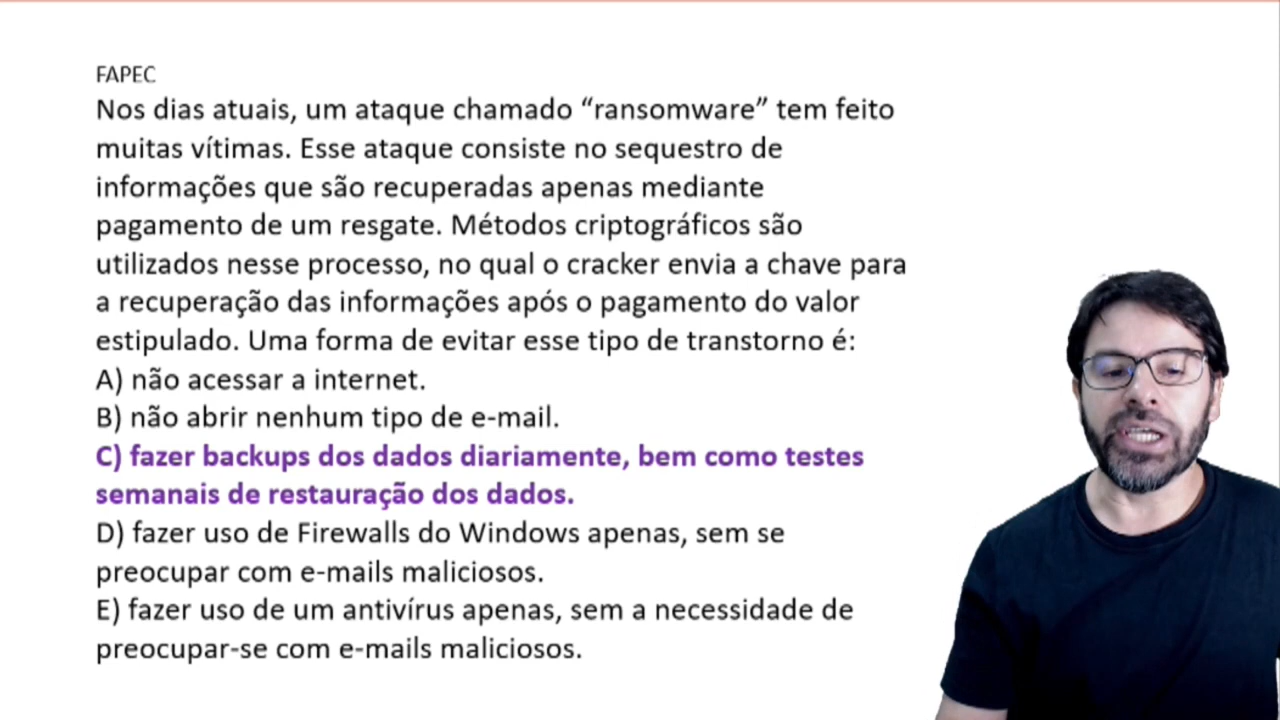 FAPEC
Nos dias atuais, um ataque chamado “ransomware” tem feito
muitas vítimas. Esse ataque consiste no sequestro de
informações que são recuperadas apenas mediante
pagamento de um resgate. Métodos criptográficos são
utilizados nesse processo, no qual o cracker envia a chave para
a recuperação das informações após o pagamento do valor
estipulado. Uma forma de evitar esse tipo de transtorno é:
A) não acessar a internet.
B) não abrir nenhum tipo de e-mail.
C) fazer backups dos dados diariamente, bem como testes
semanais de restauração dos dados.
D) fazer uso de Firewalls do Windows apenas, sem se
preocupar com e-mails maliciosos.
E) fazer uso de um antivírus apenas, sem a necessidade de
preocupar-se com e-mails maliciosos.